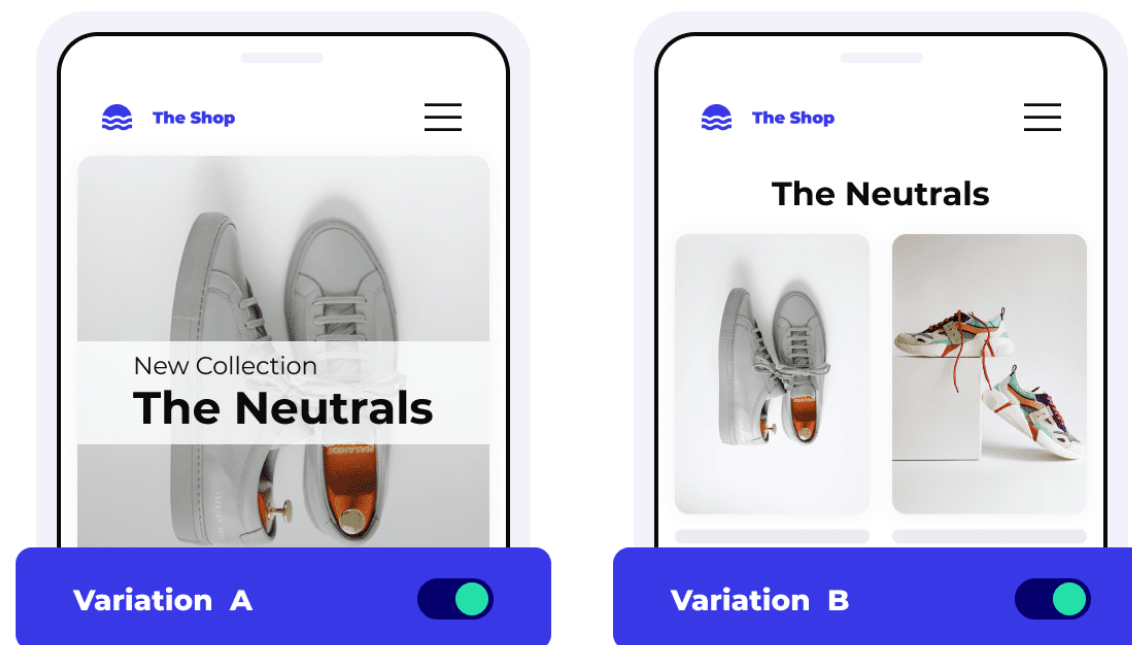 The Shop
New Collection
The Neutrals
Variation A
The Shop
The Neutrals
Variation B